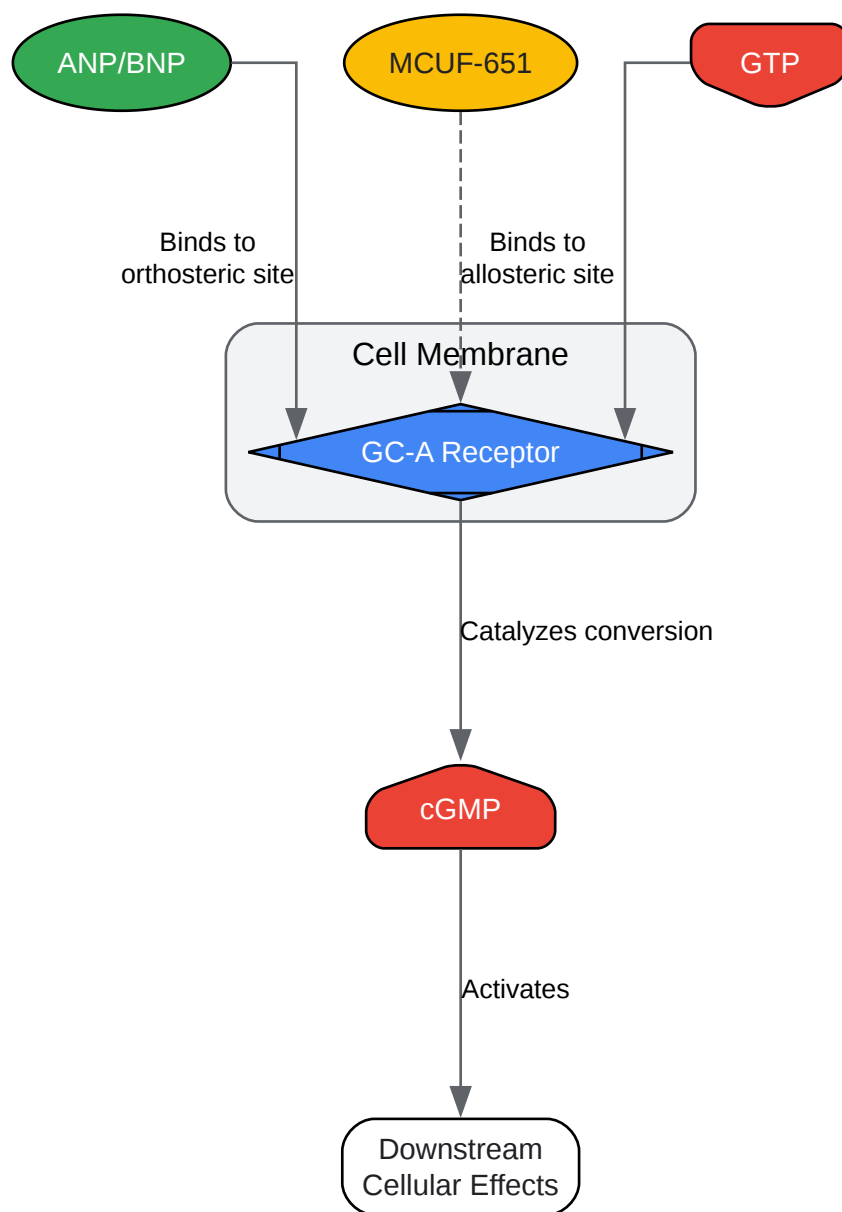 ANP/BNP
MCUF-651
GTP
Binds to
orthosteric site
Binds to
allosteric site
Cell Membrane
GC-A Receptor
Catalyzes conversion
cGMP
Activates
Downstream
Cellular Effects